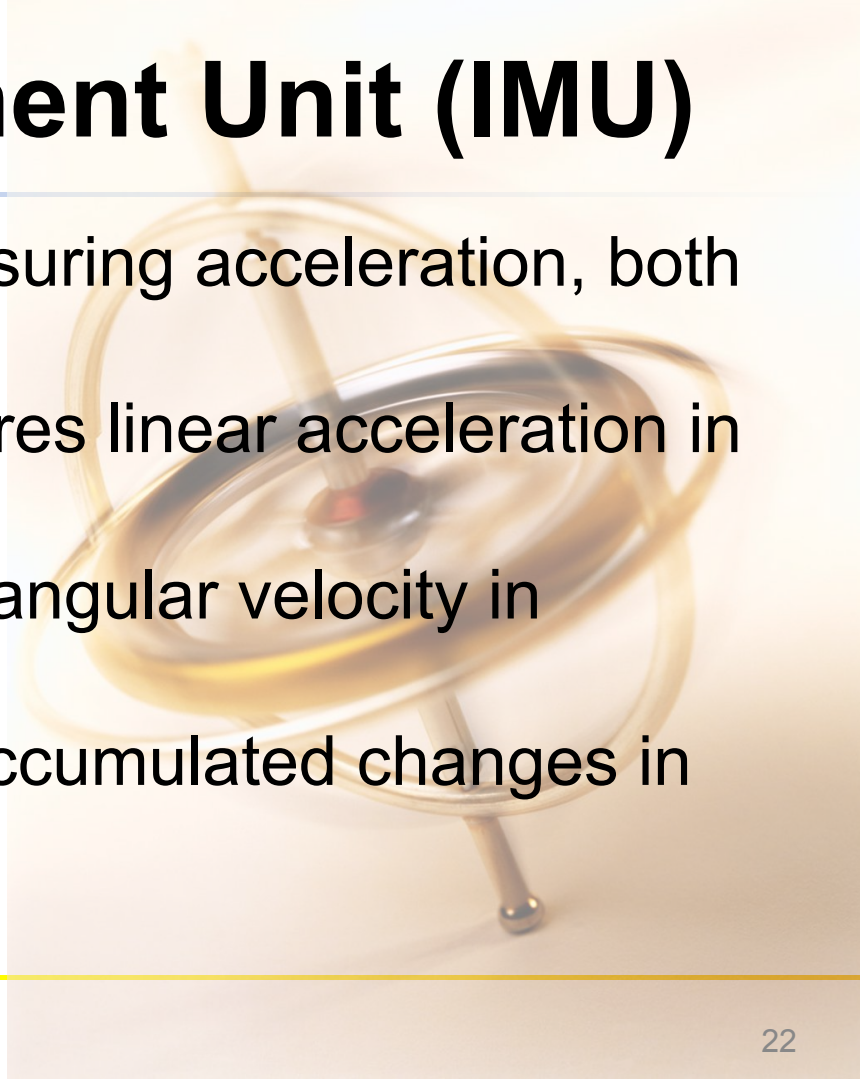 ent Unit (IMU)
suring acceleration, both
res linear acceleration in
angular velocity in
ccumulated changes in
22